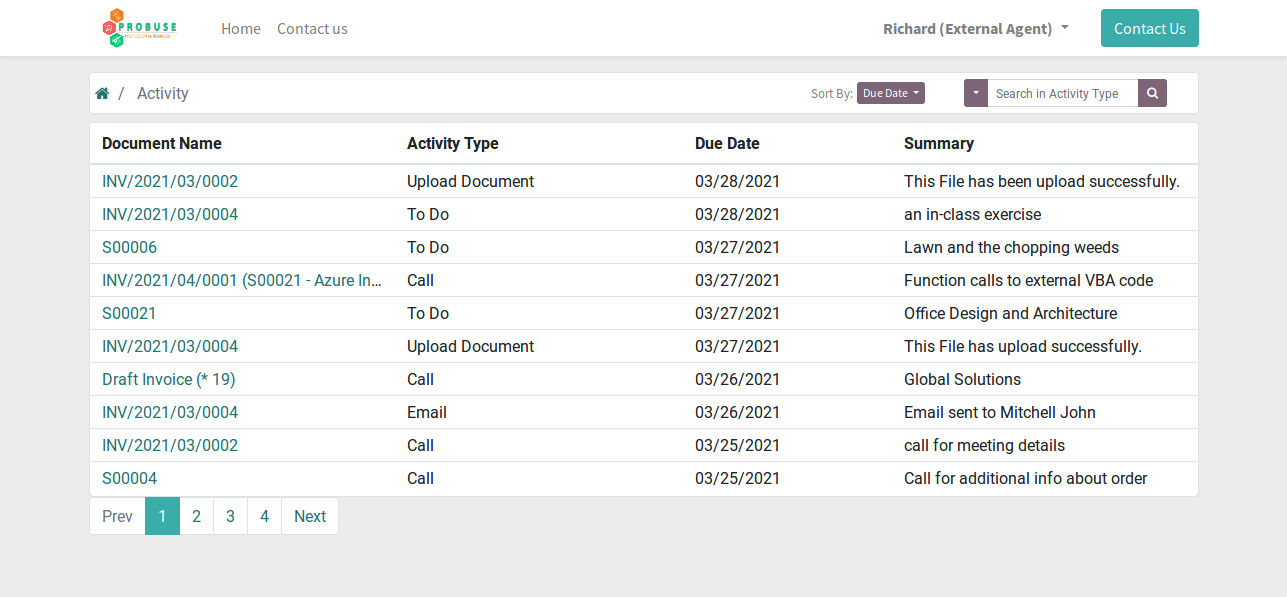 PROBUSE
PROFESSIONAL BUSINESS
Home Contact us Richard (External Agent) Contact Us
/ Activity Sort By: Due Date Search in Activity Type
Document Name Activity Type Due Date Summary
INV/2021/03/0002 Upload Document 03/28/2021 This File has been upload successfully.
INV/2021/03/0004 To Do 03/28/2021 an in-class exercise
S00006 To Do 03/27/2021 Lawn and the chopping weeds
INV/2021/04/0001 (S00021 - Azure In... Call 03/27/2021 Function calls to external VBA code
S00021 To Do 03/27/2021 Office Design and Architecture
INV/2021/03/0004 Upload Document 03/27/2021 This File has upload successfully.
Draft Invoice (* 19) Call 03/26/2021 Global Solutions
INV/2021/03/0004 Email 03/26/2021 Email sent to Mitchell John
INV/2021/03/0002 Call 03/25/2021 call for meeting details
S00004 Call 03/25/2021 Call for additional info about order
Prev 1 2 3 4 Next